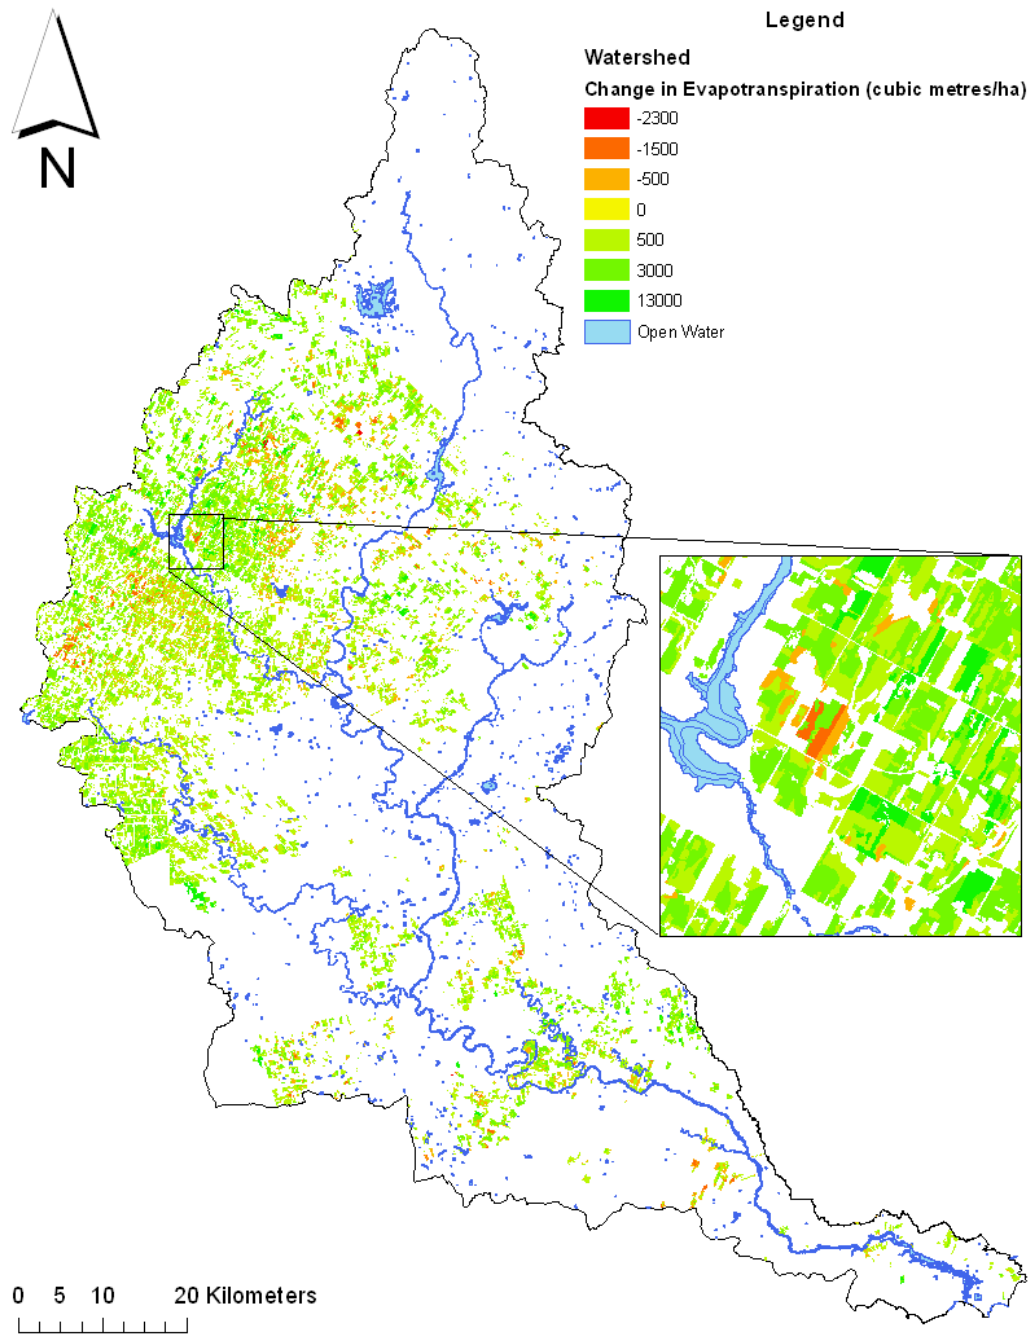 Legend
Watershed
Change in Evapotranspiration (cubic metres/ha)
-2300
-1500
-500
0
500
3000
13000
Open Water
N
0 5 10 20 Kilometers